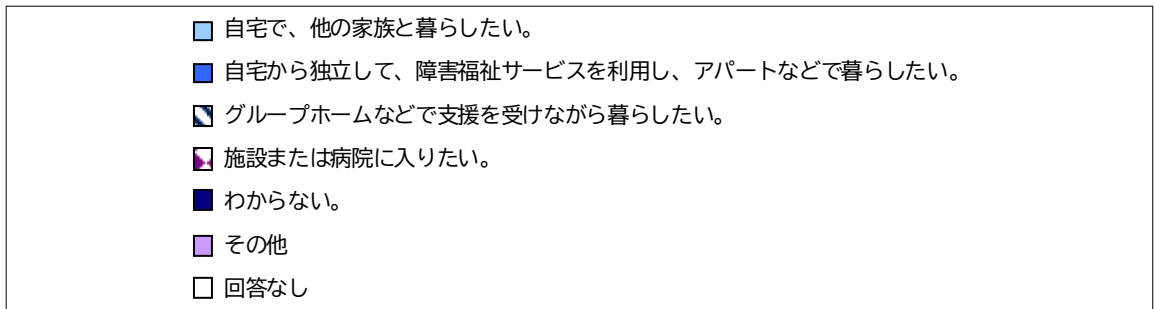 自宅で、他の家族と暮らしたい。
自宅から独立して、障害福祉サービスを利用し、アパートなどで暮らしたい。
グループホームなどで支援を受けながら暮らしたい。
施設または病院に入りたい。
わからない。
その他
回答なし